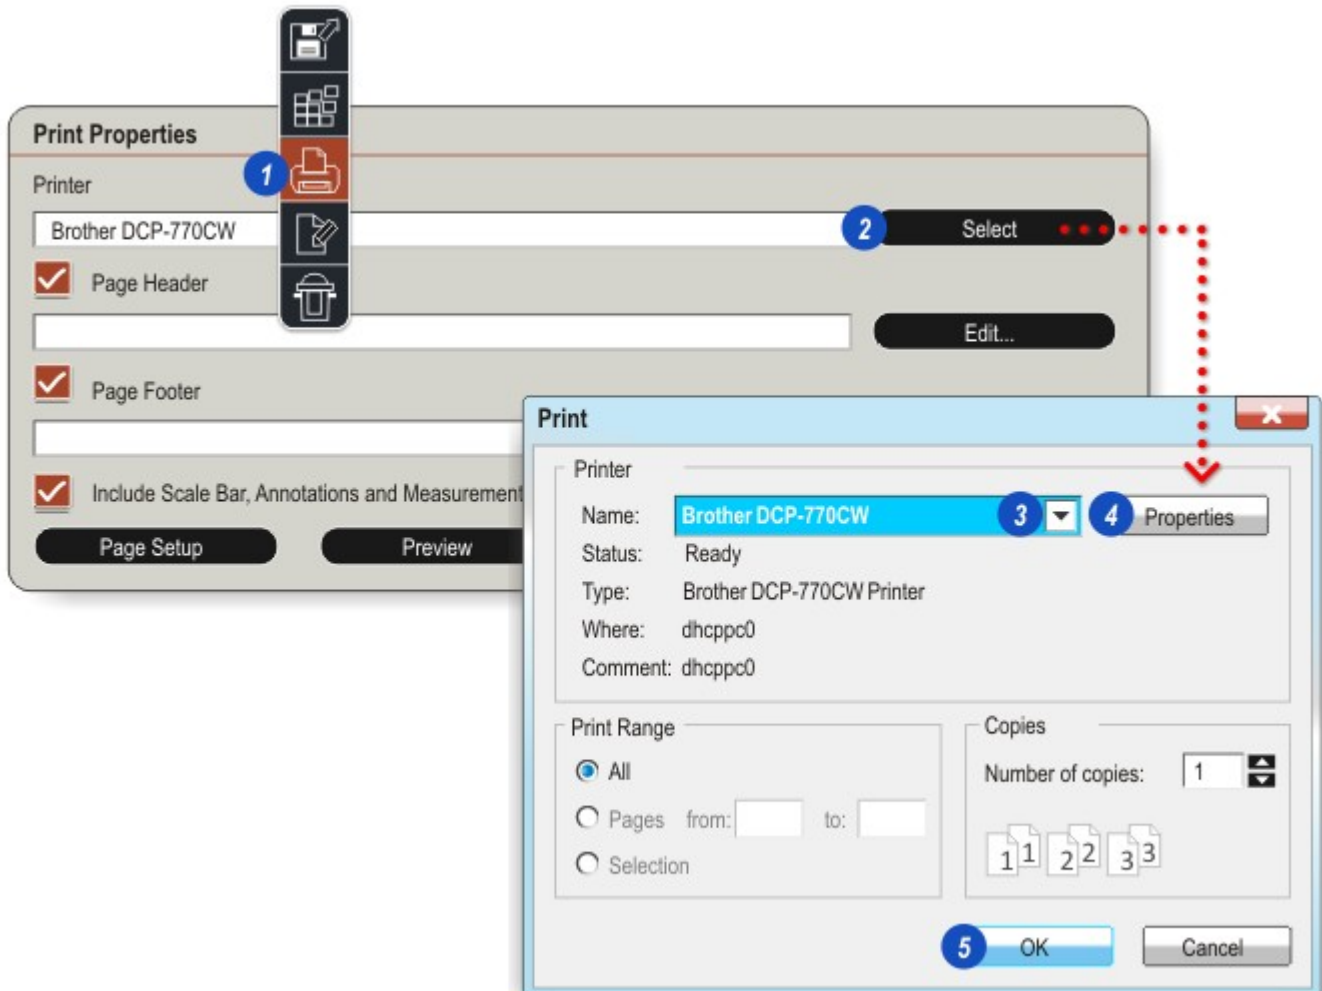 Print Properties
1
Printer
Brother DCP-770CW
2
Select
Page Header
Edit...
Page Footer
Include Scale Bar, Annotations and Measurement
Page Setup
Preview
Print
Printer
Name: Brother DCP-770CW 3 4 Properties
Status: Ready
Type: Brother DCP-770CW Printer
Where: dhcppc0
Comment: dhcppc0
Print Range
All
Pages from: to:
Selection
Copies
Number of copies: 1
1 1 2 2 3 3
5 OK
Cancel